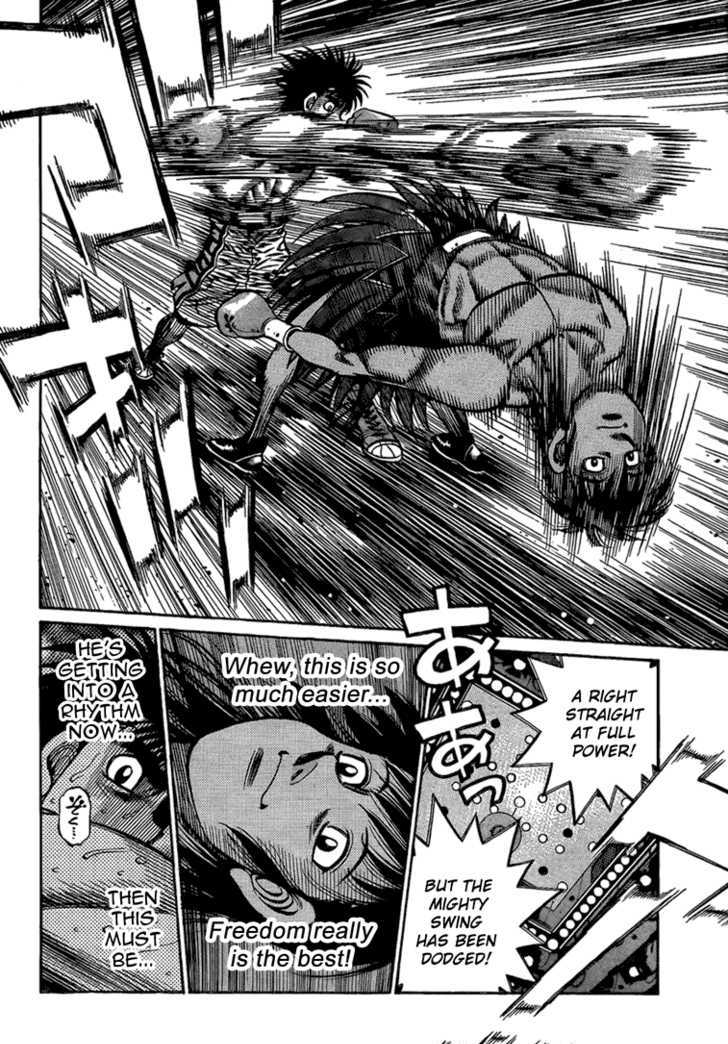 A RIGHT
STRAIGHT
AT FULL
POWER!
ああっ
BUT THE
MIGHTY
SWING
HAS BEEN
DODGED!
Whew, this is so
much easier...
Freedom really
is the best!
HE'S
GETTING
INTO A
RHYTHM
NOW...
THEN
THIS
MUST
BE...